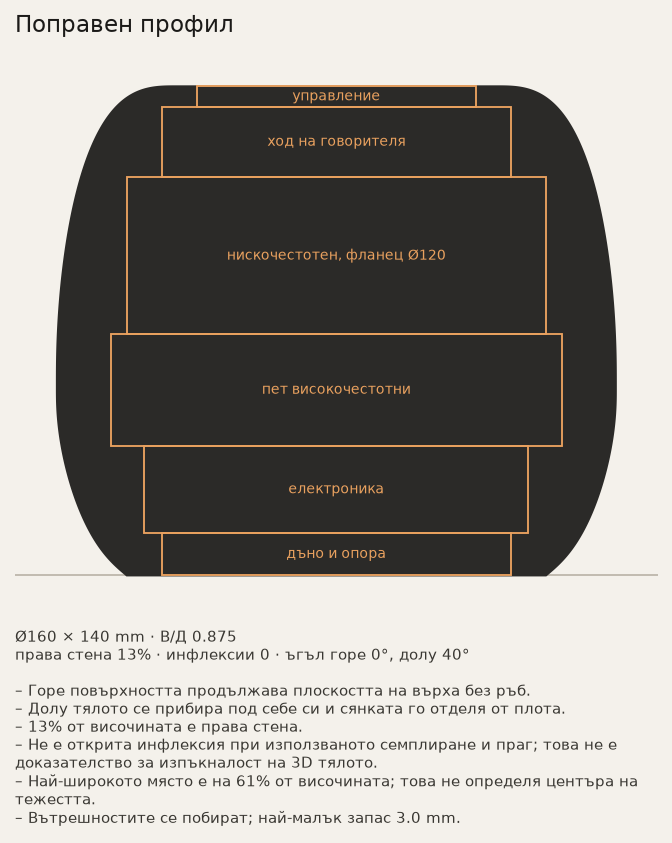 Поправен профил
управление
ход на говорителя
нискочестотен, фланец Ø120
пет високочестотни
електроника
дъно и опора
Ø160 × 140 mm · В/Д 0.875
права стена 13% · инфлексии 0 · ъгъл горе 0°, долу 40°
– Горе повърхността продължава плоскостта на върха без ръб.
– Долу тялото се прибира под себе си и сянката го отделя от плота.
– 13% от височината е права стена.
– Не е открита инфлексия при използваното семплиране и праг; това не е
доказателство за изпъкналост на 3D тялото.
– Най-широкото място е на 61% от височината; това не определя центъра на
тежестта.
– Вътрешностите се побират; най-малък запас 3.0 mm.